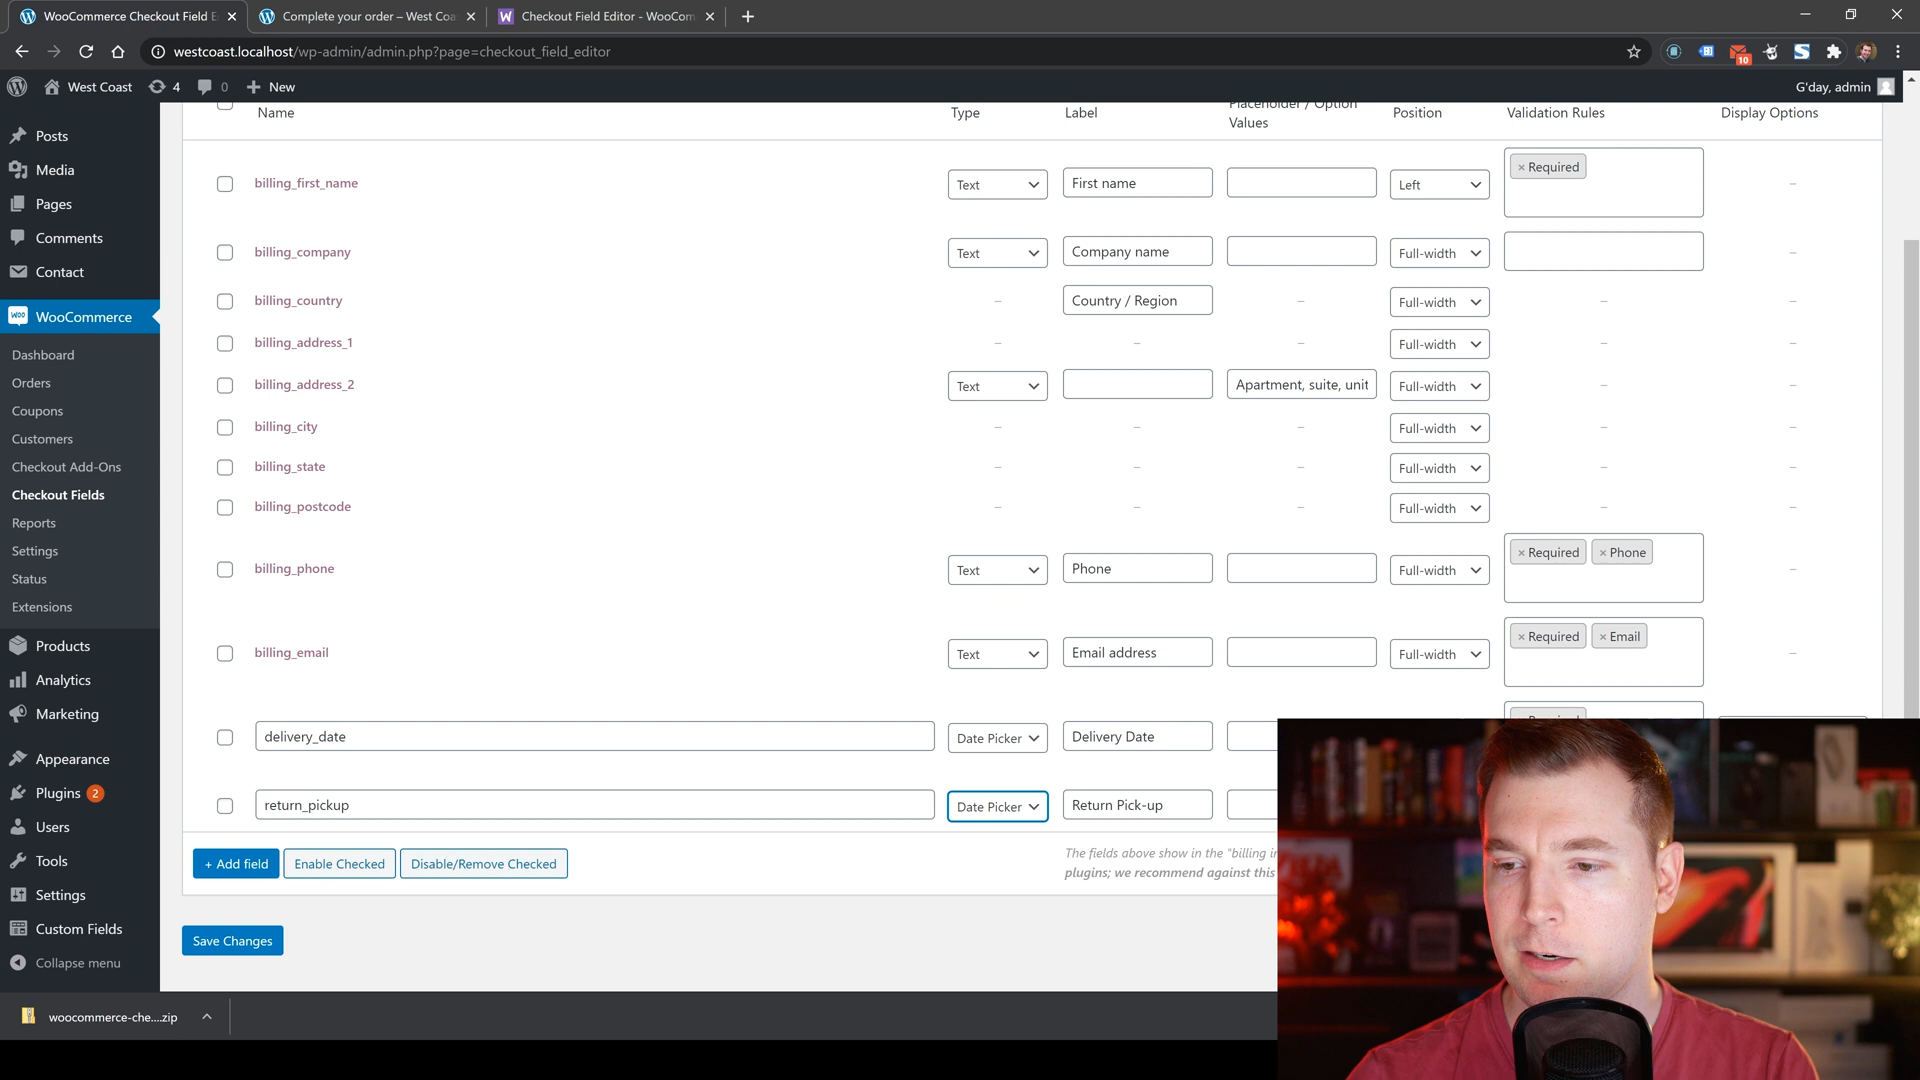 WooCommerce Checkout Field E
Complete your order – West Coa
Checkout Field Editor - WooCom
westcoast.localhost/wp-admin/admin.php?page=checkout_field_editor
10
West Coast 4 0 New
G'day, admin
Posts
Media
Pages
Comments
Contact
WooCommerce
Dashboard
Orders
Coupons
Customers
Checkout Add-Ons
Checkout Fields
Reports
Settings
Status
Extensions
Products
Analytics
Marketing
Appearance
Plugins 2
Users
Tools
Settings
Custom Fields
Collapse menu
Name Type Label Placeholder / Option Values Position Validation Rules Display Options
billing_first_name Text First name Left × Required –
billing_company Text Company name Full-width –
billing_country – Country / Region – Full-width – –
billing_address_1 – – – Full-width – –
billing_address_2 Text Apartment, suite, unit Full-width – –
billing_city – – – Full-width – –
billing_state – – – Full-width – –
billing_postcode – – – Full-width – –
billing_phone Text Phone Full-width × Required × Phone –
billing_email Text Email address Full-width × Required × Email –
delivery_date Date Picker Delivery Date Required
return_pickup Date Picker Return Pick-up
+ Add field Enable Checked Disable/Remove Checked
The fields above show in the "billing i
plugins; we recommend against this
Save Changes
woocommerce-che....zip